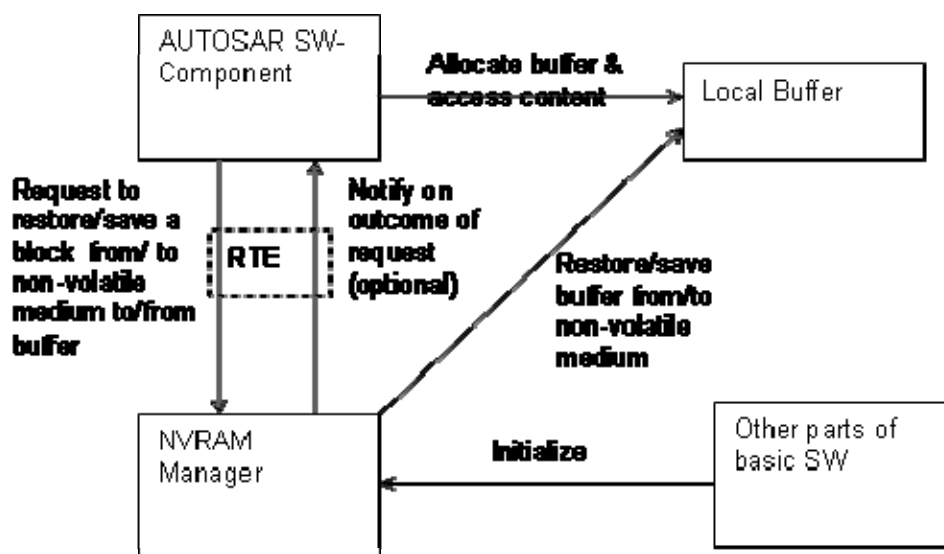 AUTOSAR SW-
Component
Allocate buffer &
access content
Local Buffer
Request to
restore/save a
block from/ to
non-volatile
medium to/from
buffer
RTE
Notify on
outcome of
request
(optional)
Restore/save
buffer from/to
non-volatile
medium
NVRAM
Manager
Initialize
Other parts of
basic SW